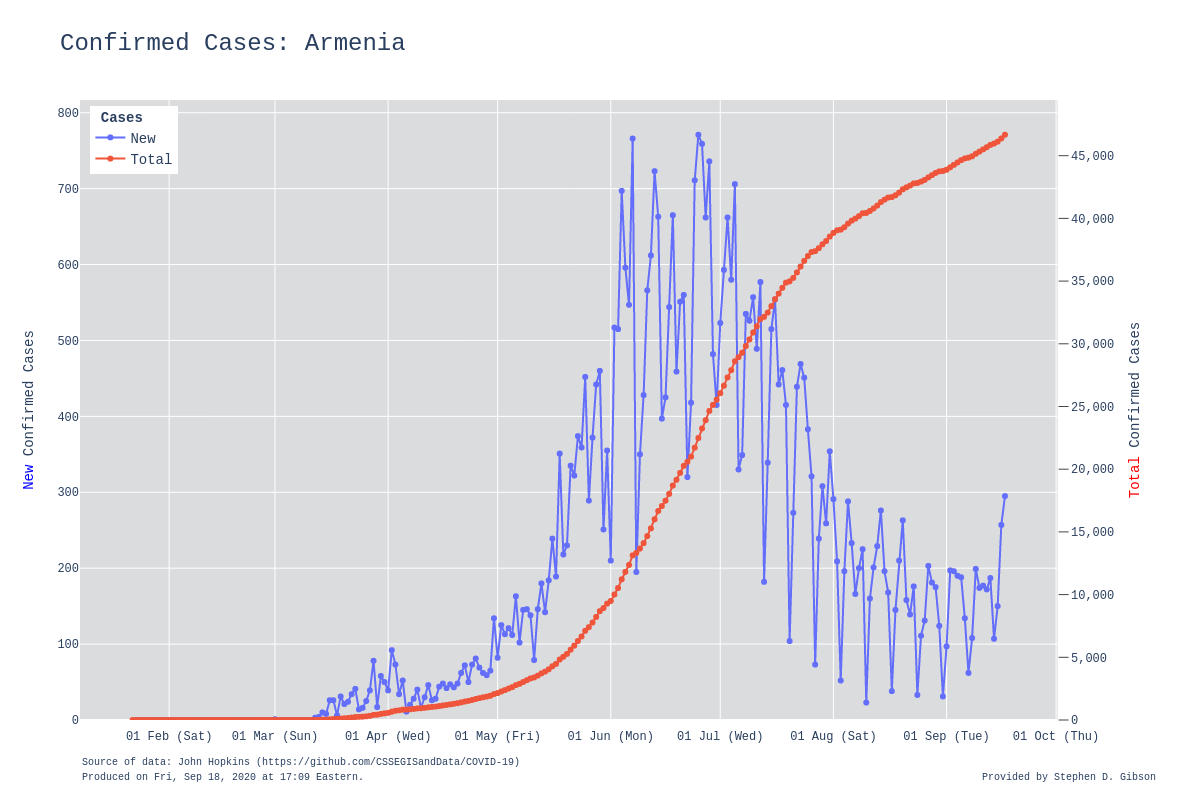 Confirmed Cases: Armenia
Cases
New
Total
800
700
600
500
400
300
200
100
0
New Confirmed Cases
45,000
40,000
35,000
30,000
25,000
20,000
15,000
10,000
5,000
0
Total Confirmed Cases
01 Feb (Sat) 01 Mar (Sun) 01 Apr (Wed) 01 May (Fri) 01 Jun (Mon) 01 Jul (Wed) 01 Aug (Sat) 01 Sep (Tue) 01 Oct (Thu)
Source of data: John Hopkins (https://github.com/CSSEGISandData/COVID-19)
Produced on Fri, Sep 18, 2020 at 17:09 Eastern.
Provided by Stephen D. Gibson